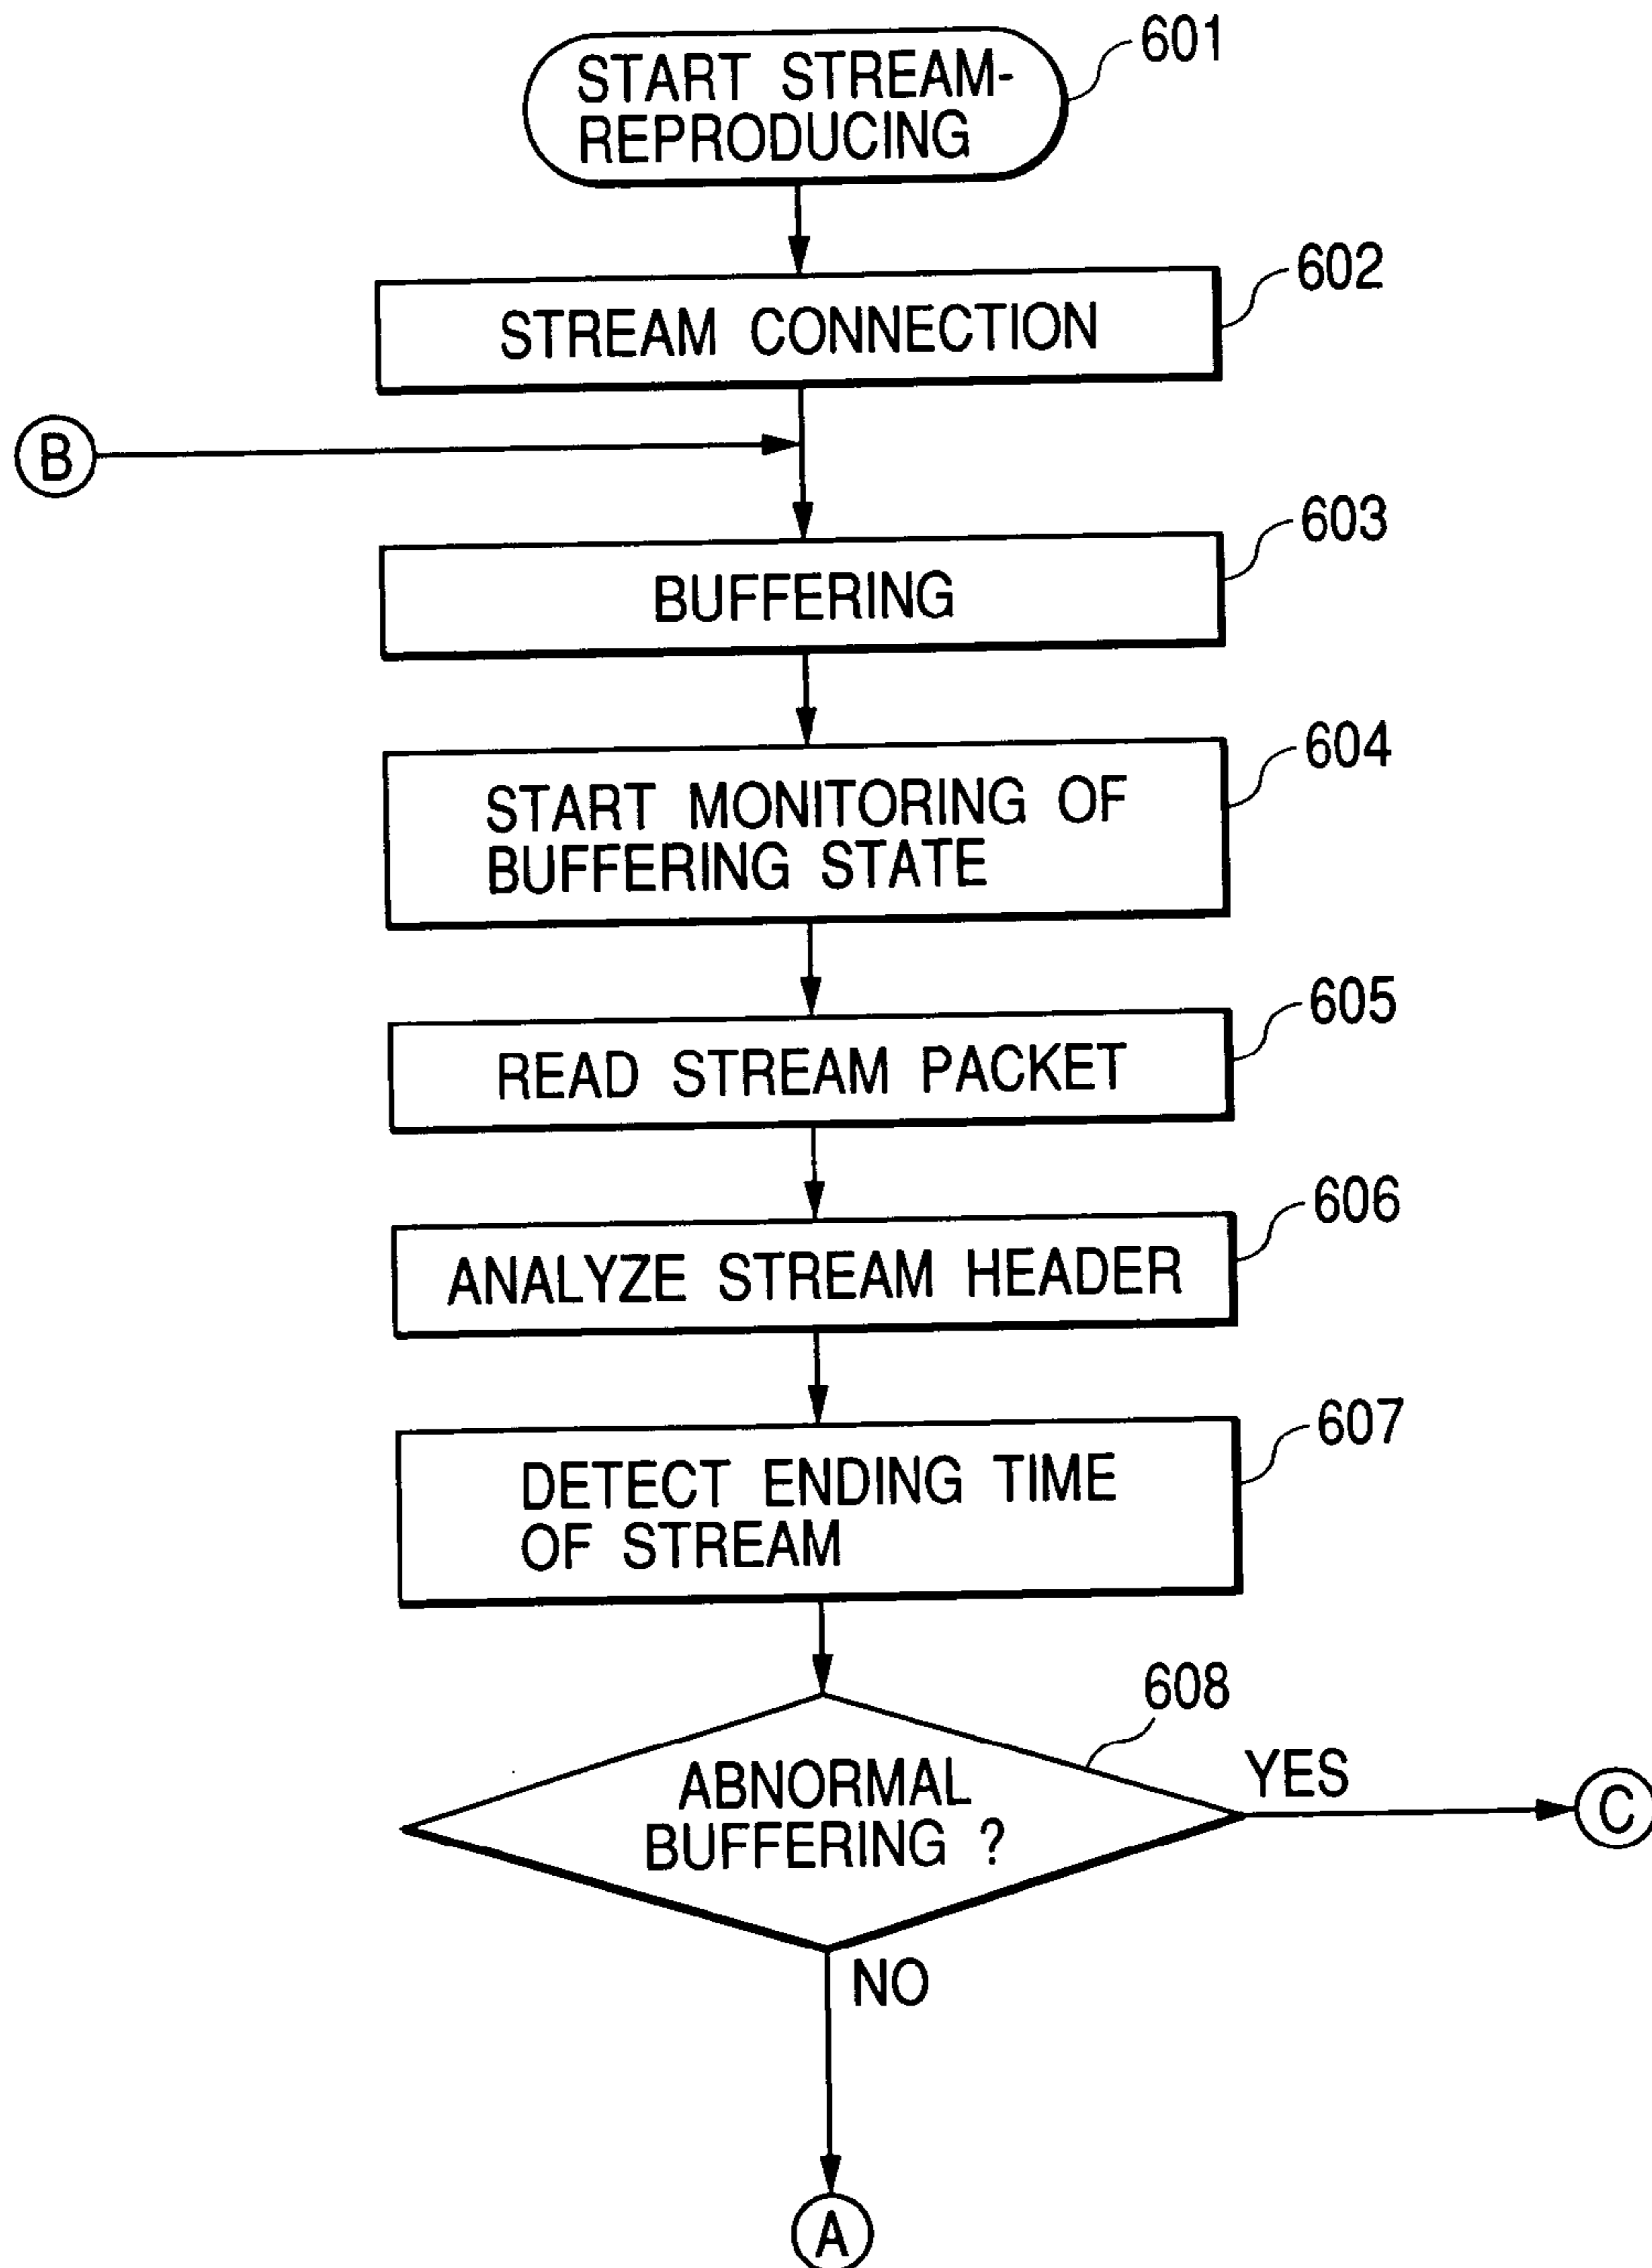 START STREAM-
REPRODUCING
601
STREAM CONNECTION
602
B
BUFFERING
603
START MONITORING OF
BUFFERING STATE
604
READ STREAM PACKET
605
ANALYZE STREAM HEADER
606
DETECT ENDING TIME
OF STREAM
607
608
ABNORMAL
BUFFERING ?
YES
C
NO
A